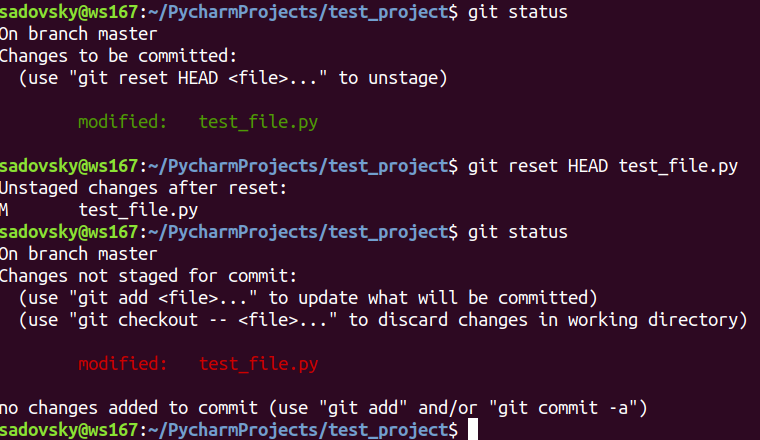 sadovsky@ws167:~/PycharmProjects/test_project$ git status
On branch master
Changes to be committed:
  (use "git reset HEAD <file>..." to unstage)
        modified:   test_file.py
sadovsky@ws167:~/PycharmProjects/test_project$ git reset HEAD test_file.py
Unstaged changes after reset:
M       test_file.py
sadovsky@ws167:~/PycharmProjects/test_project$ git status
On branch master
Changes not staged for commit:
  (use "git add <file>..." to update what will be committed)
  (use "git checkout -- <file>..." to discard changes in working directory)
        modified:   test_file.py
no changes added to commit (use "git add" and/or "git commit -a")
sadovsky@ws167:~/PycharmProjects/test_project$